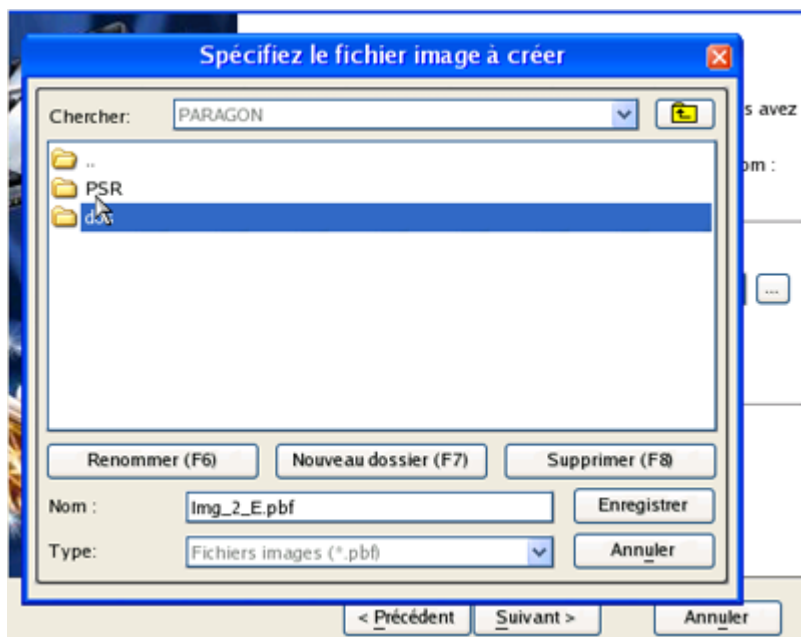 Spécifiez le fichier image à créer
Chercher: PARAGON
s avez
..
om :
PSR
...
Renommer (F6) Nouveau dossier (F7) Supprimer (F8)
Nom : Img_2_E.pbf Enregistrer
Type: Fichiers images (*.pbf) Annuler
< Précédent Suivant > Annuler